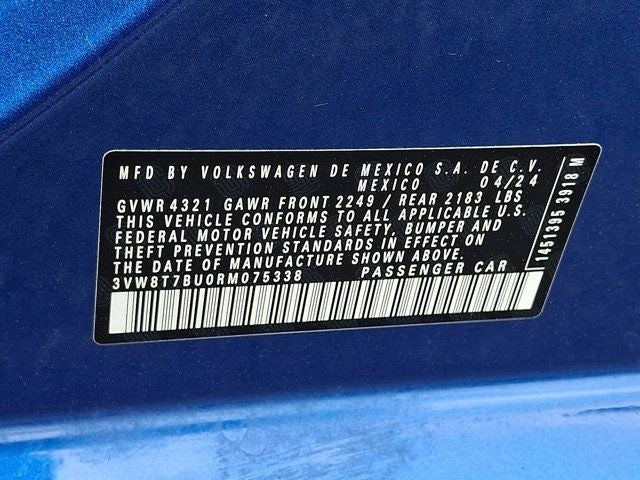 MFD BY VOLKSWAGEN DE MEXICO S.A. DE C.V.
MEXICO 04/24
GVWR 4321 GAWR FRONT 2249 / REAR 2183 LBS
THIS VEHICLE CONFORMS TO ALL APPLICABLE U.S.
FEDERAL MOTOR VEHICLE SAFETY, BUMPER AND
THEFT PREVENTION STANDARDS IN EFFECT ON
THE DATE OF MANUFACTURE SHOWN ABOVE.
3VW8T7BU0RM075338 PASSENGER CAR
1451395 3918 M